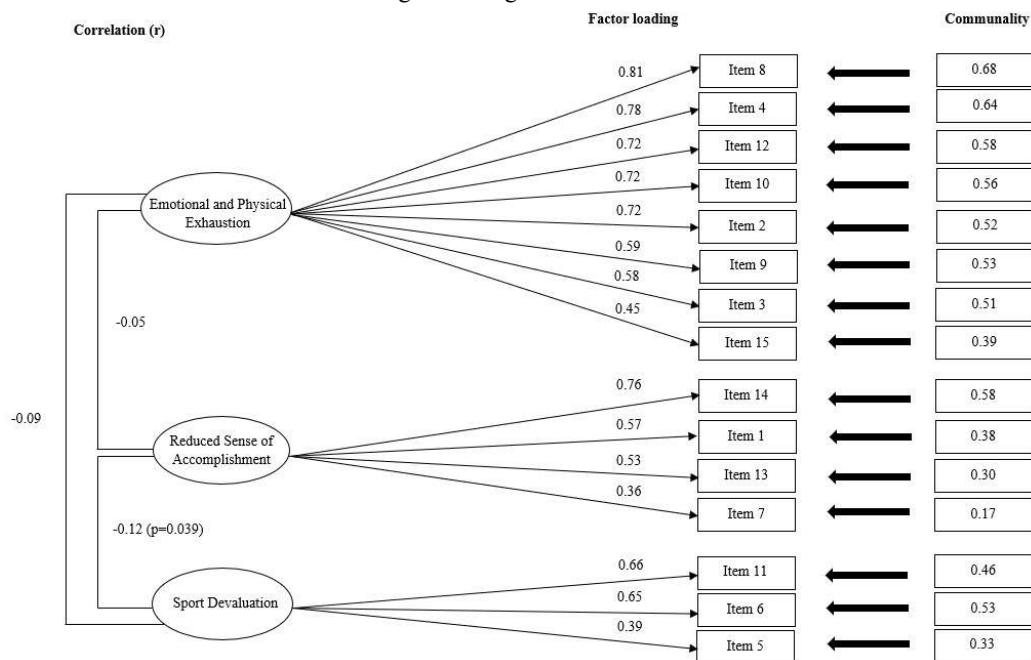 Correlation (r)
Factor loading
Communality
0.81
Item 8
0.68
0.78
Item 4
0.64
0.72
Item 12
0.58
0.72
Item 10
0.56
0.72
Item 2
0.52
0.59
Item 9
0.53
0.58
Item 3
0.51
0.45
Item 15
0.39
Emotional and Physical
Exhaustion
-0.05
-0.09
0.76
Item 14
0.58
0.57
Item 1
0.38
0.53
Item 13
0.30
0.36
Item 7
0.17
Reduced Sense of
Accomplishment
-0.12 (p=0.039)
0.66
Item 11
0.46
0.65
Item 6
0.53
0.39
Item 5
0.33
Sport Devaluation